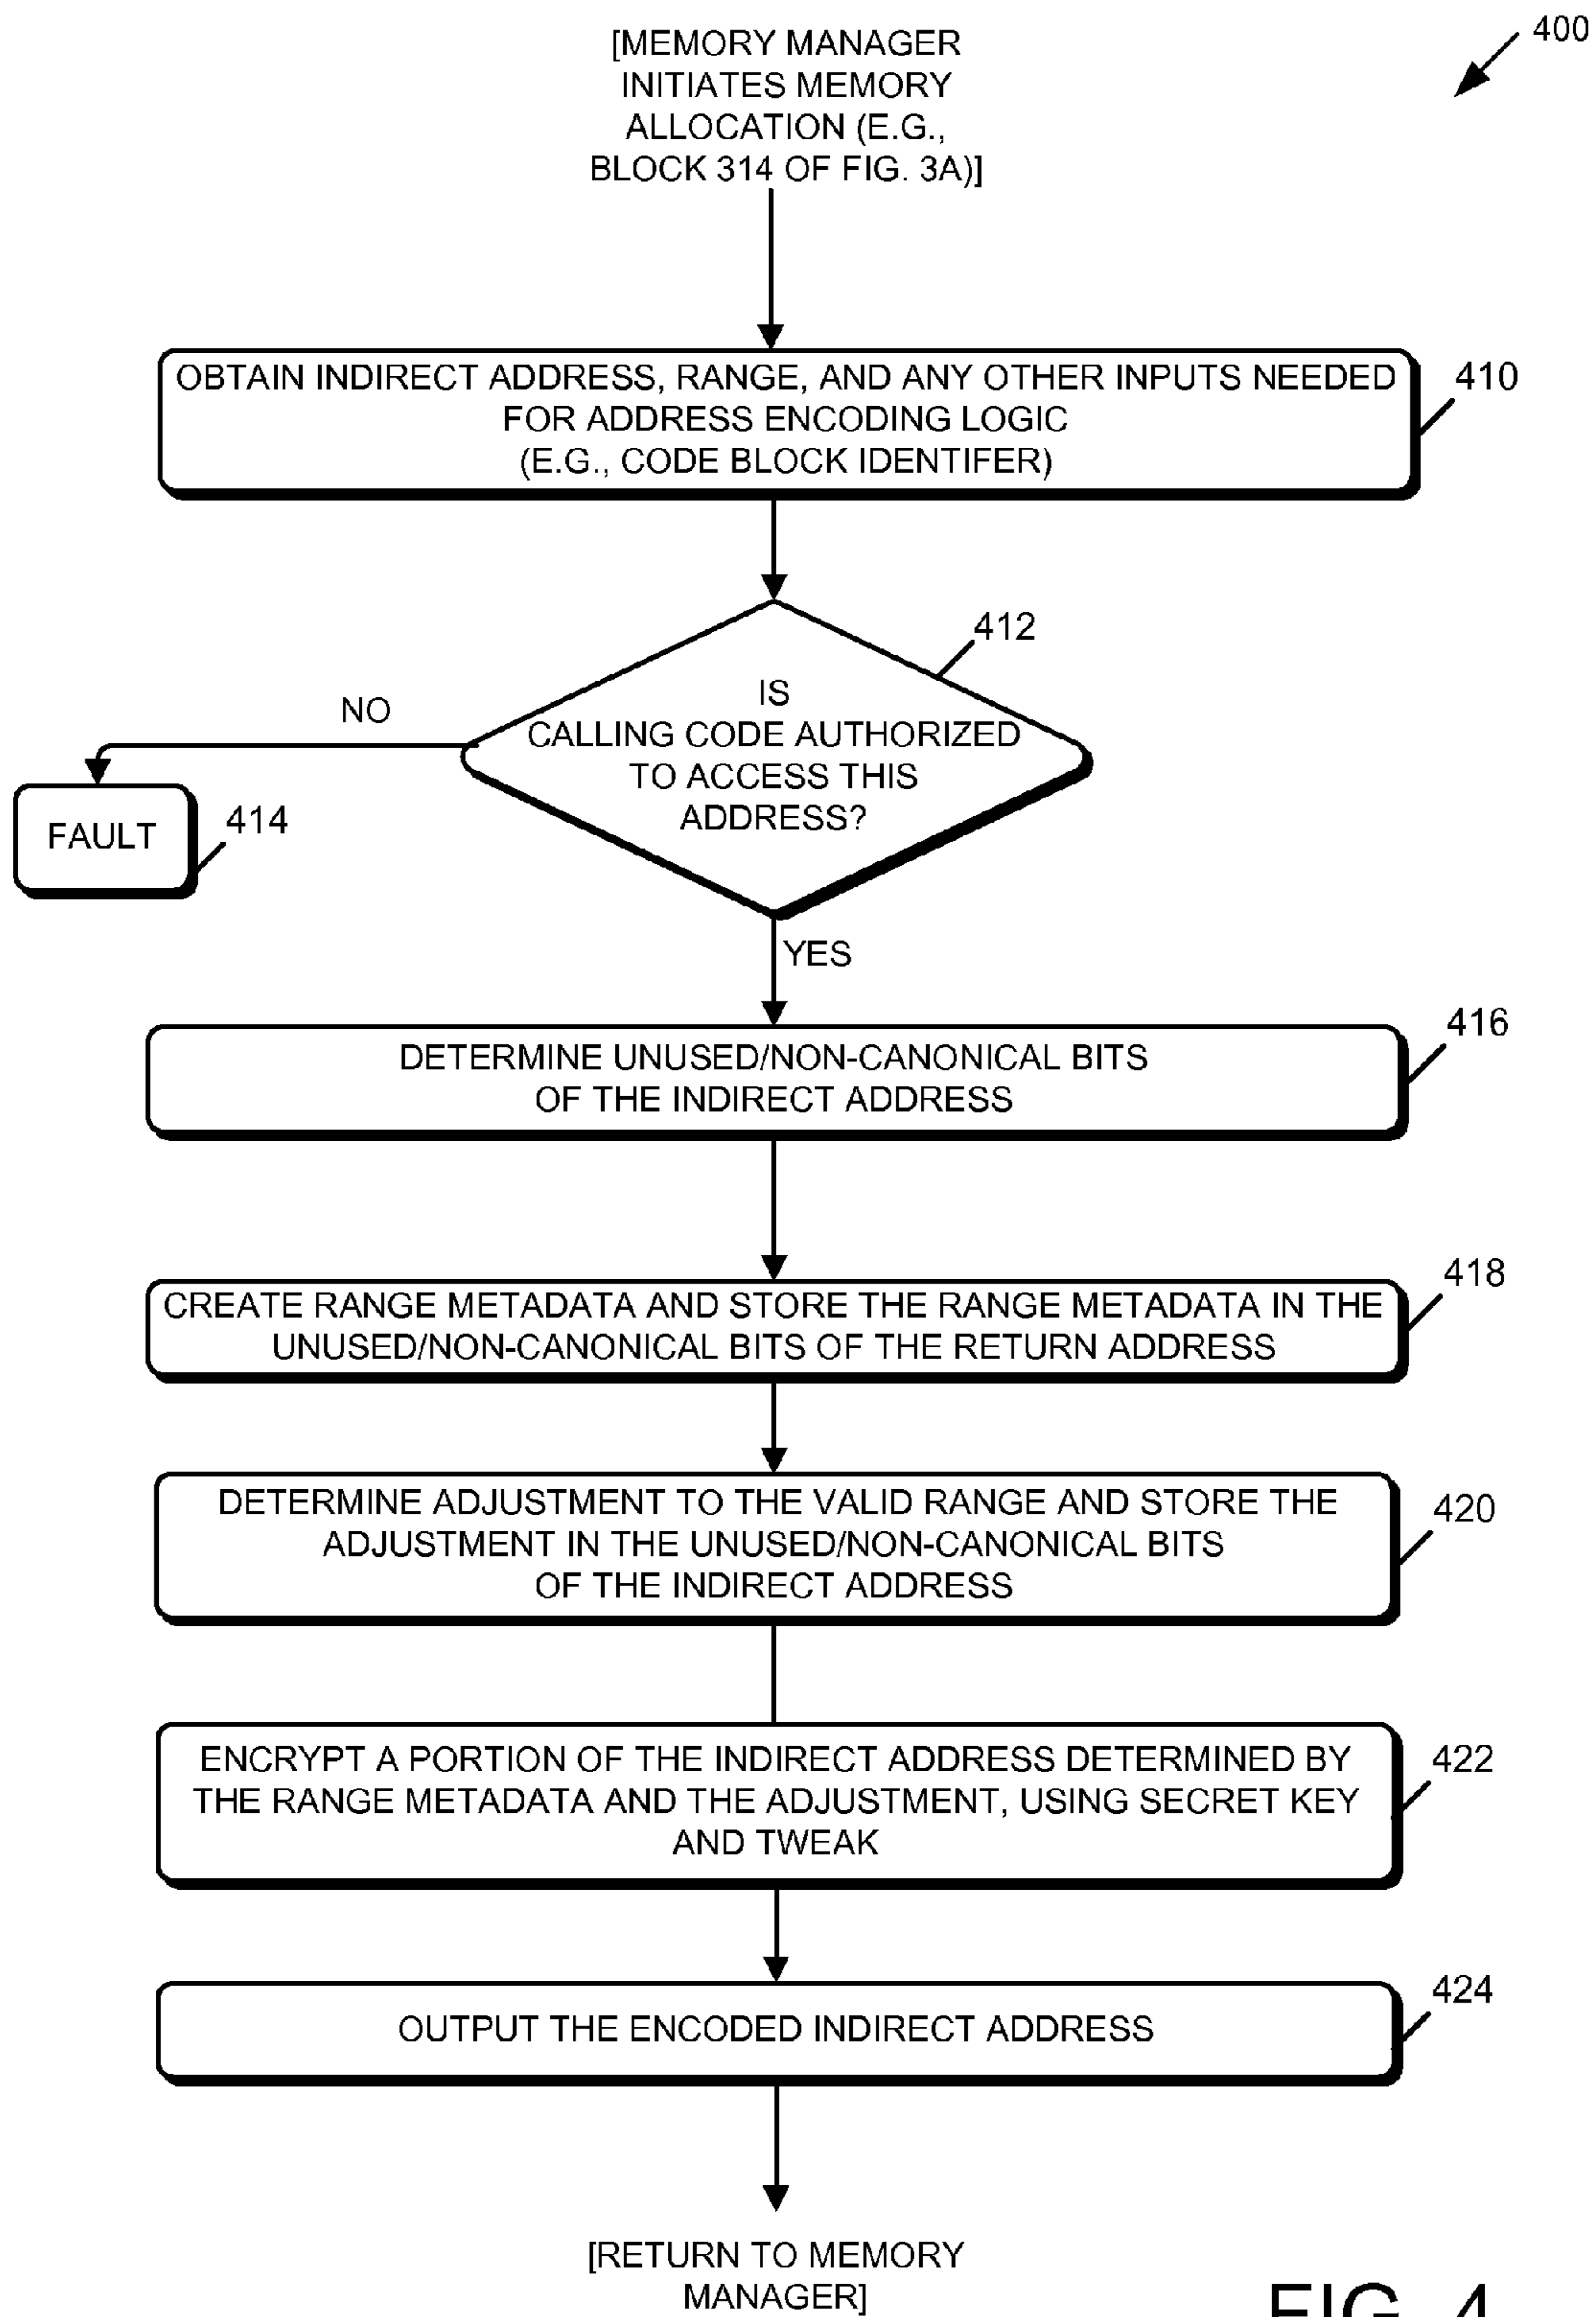 400
[MEMORY MANAGER
INITIATES MEMORY
ALLOCATION (E.G.,
BLOCK 314 OF FIG. 3A)]
OBTAIN INDIRECT ADDRESS, RANGE, AND ANY OTHER INPUTS NEEDED
FOR ADDRESS ENCODING LOGIC
(E.G., CODE BLOCK IDENTIFER)
410
412
IS
CALLING CODE AUTHORIZED
TO ACCESS THIS
ADDRESS?
NO
FAULT
414
YES
DETERMINE UNUSED/NON-CANONICAL BITS
OF THE INDIRECT ADDRESS
416
CREATE RANGE METADATA AND STORE THE RANGE METADATA IN THE
UNUSED/NON-CANONICAL BITS OF THE RETURN ADDRESS
418
DETERMINE ADJUSTMENT TO THE VALID RANGE AND STORE THE
ADJUSTMENT IN THE UNUSED/NON-CANONICAL BITS
OF THE INDIRECT ADDRESS
420
ENCRYPT A PORTION OF THE INDIRECT ADDRESS DETERMINED BY
THE RANGE METADATA AND THE ADJUSTMENT, USING SECRET KEY
AND TWEAK
422
OUTPUT THE ENCODED INDIRECT ADDRESS
424
[RETURN TO MEMORY
MANAGER]
FIG. 4